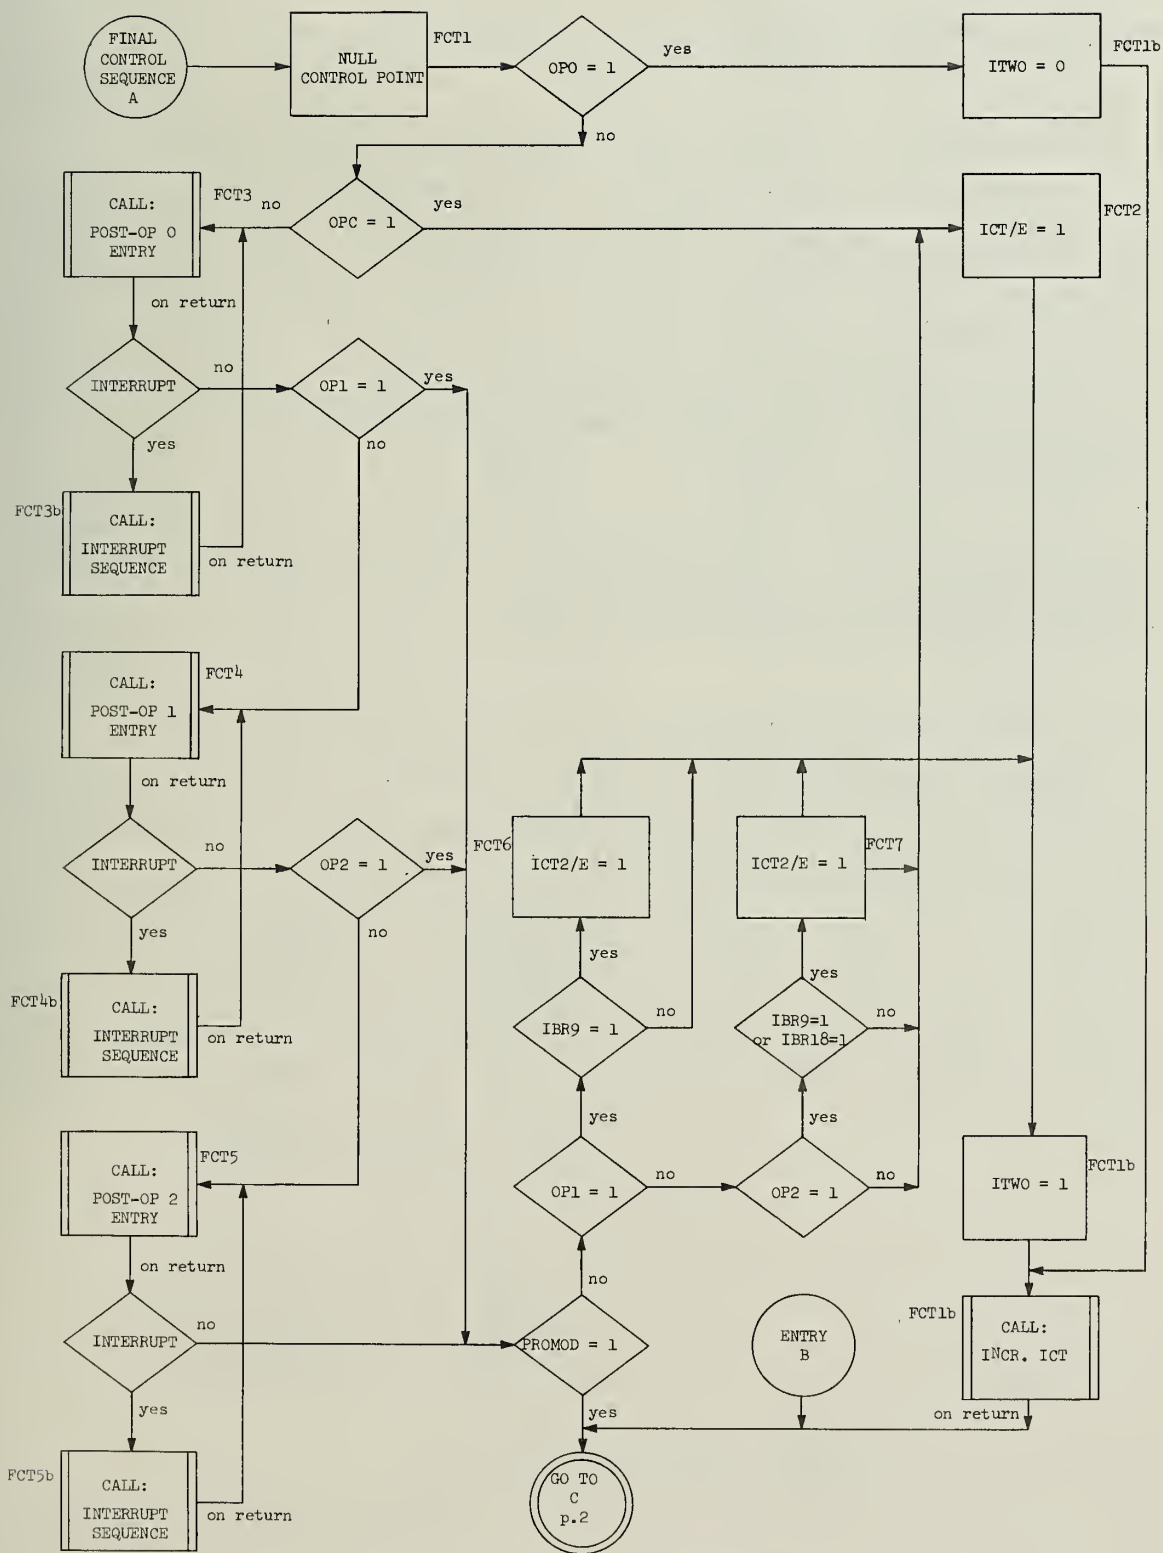 FINAL
CONTROL
SEQUENCE
A
NULL
CONTROL POINT
FCT1
OPO = 1
yes
no
ITWO = 0
FCT1b
CALL:
POST-OP 0
ENTRY
FCT3
no
OPC = 1
yes
ICT/E = 1
FCT2
on return
INTERRUPT
no
yes
OP1 = 1
yes
no
FCT3b
CALL:
INTERRUPT
SEQUENCE
on return
CALL:
POST-OP 1
ENTRY
FCT4
on return
INTERRUPT
no
yes
OP2 = 1
yes
no
FCT6
ICT2/E = 1
ICT2/E = 1
FCT7
FCT4b
CALL:
INTERRUPT
SEQUENCE
on return
yes
IBR9 = 1
no
yes
IBR9=1
or IBR18=1
no
CALL:
POST-OP 2
ENTRY
FCT5
on return
yes
OP1 = 1
no
yes
OP2 = 1
no
ITWO = 1
FCT1b
INTERRUPT
no
yes
no
PROMOD = 1
yes
ENTRY
B
FCT1b
CALL:
INCR. ICT
on return
FCT5b
CALL:
INTERRUPT
SEQUENCE
on return
GO TO
C
p.2